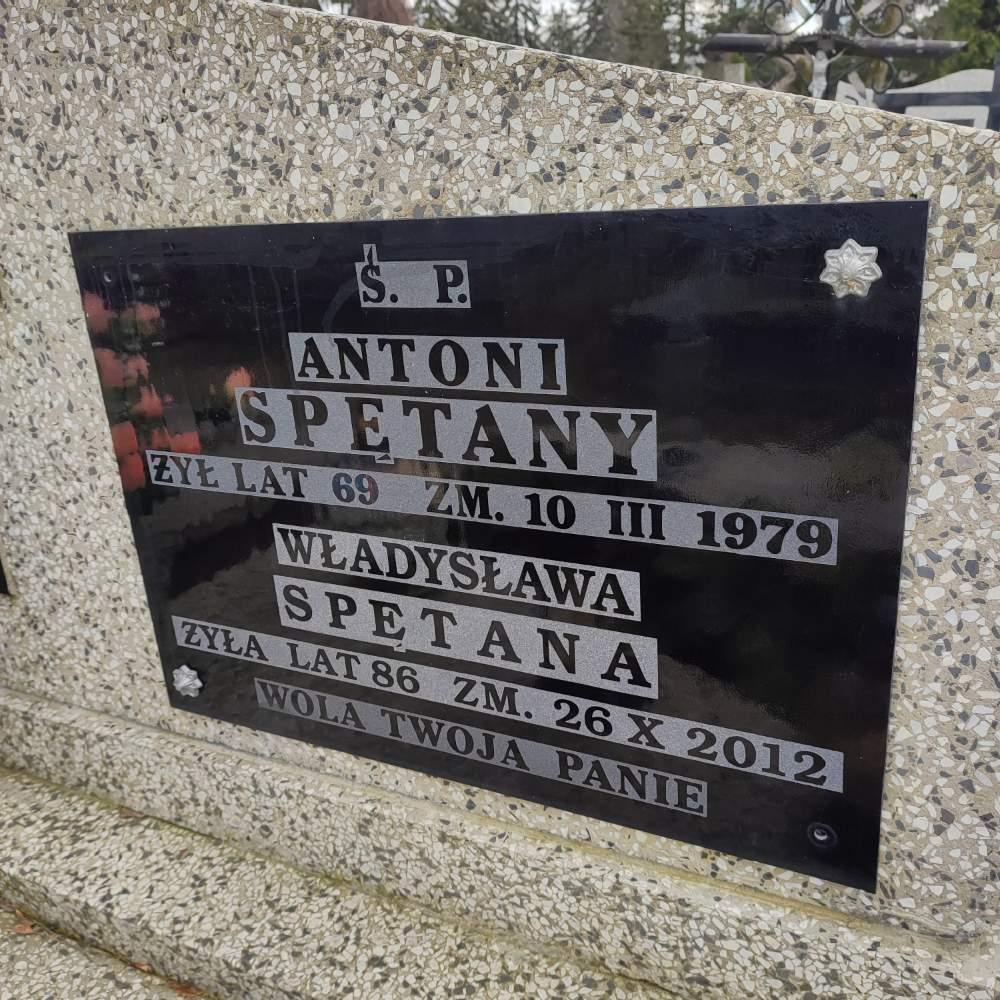 Ś. P.
ANTONI
SPĘTANY
ŻYŁ LAT 69 ZM. 10 III 1979
WŁADYSŁAWA
SPĘTANA
ŻYŁA LAT 86 ZM. 26 X 2012
WOLA TWOJA PANIE